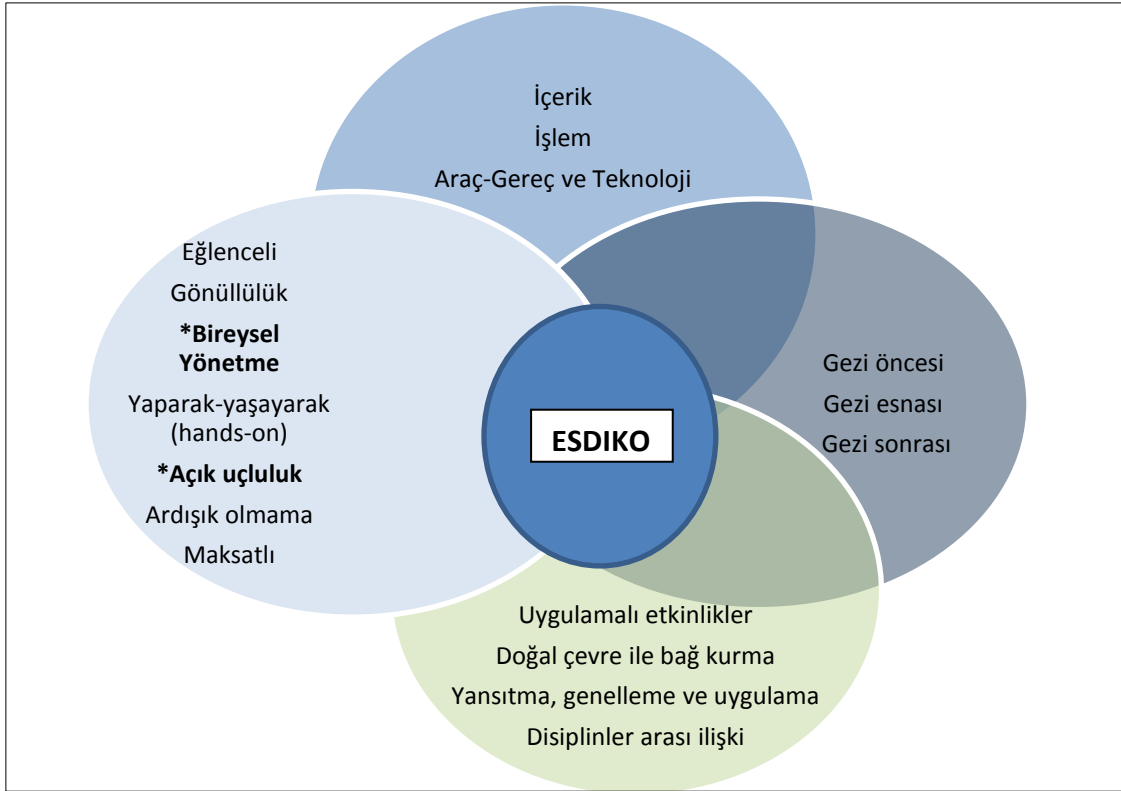 İçerik
İşlem
Araç-Gereç ve Teknoloji
Eğlenceli
Gönüllülük
*Bireysel
Yönetme
Yaparak-yaşayarak
(hands-on)
*Açık uçluluk
Ardışık olmama
Maksatlı
ESDIKO
Gezi öncesi
Gezi esnası
Gezi sonrası
Uygulamalı etkinlikler
Doğal çevre ile bağ kurma
Yansıtma, genelleme ve uygulama
Disiplinler arası ilişki